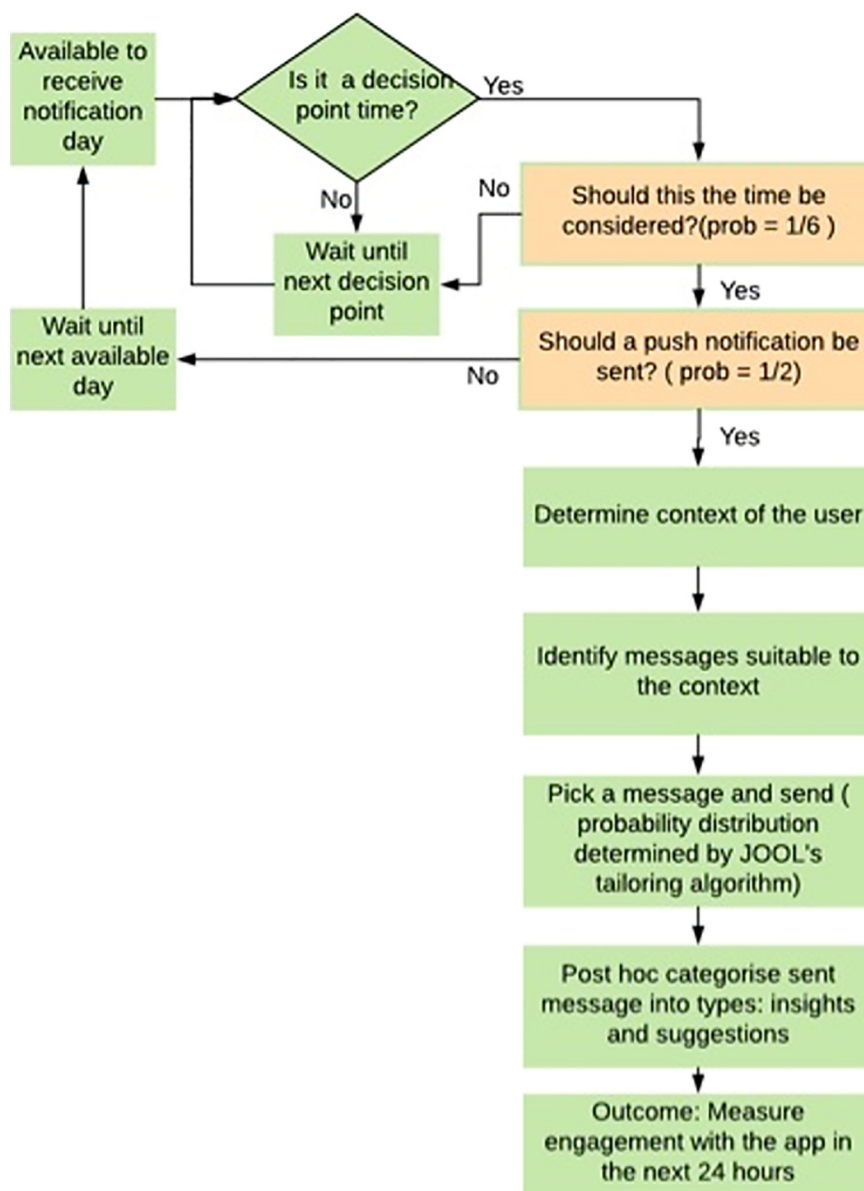 Available to
receive
notification
day
Is it  a decision
point time?
Yes
No
Wait until
next decision
point
No
Should this the time be
considered?(prob = 1/6 )
Yes
Wait until
next available
day
No
Should a push notification be
sent? ( prob = 1/2)
Yes
Determine context of the user
Identify messages suitable to
the context
Pick a message and send (
probability distribution
determined by JOOL's
tailoring algorithm)
Post hoc categorise sent
message into types: insights
and suggestions
Outcome: Measure
engagement with the app in
the next 24 hours